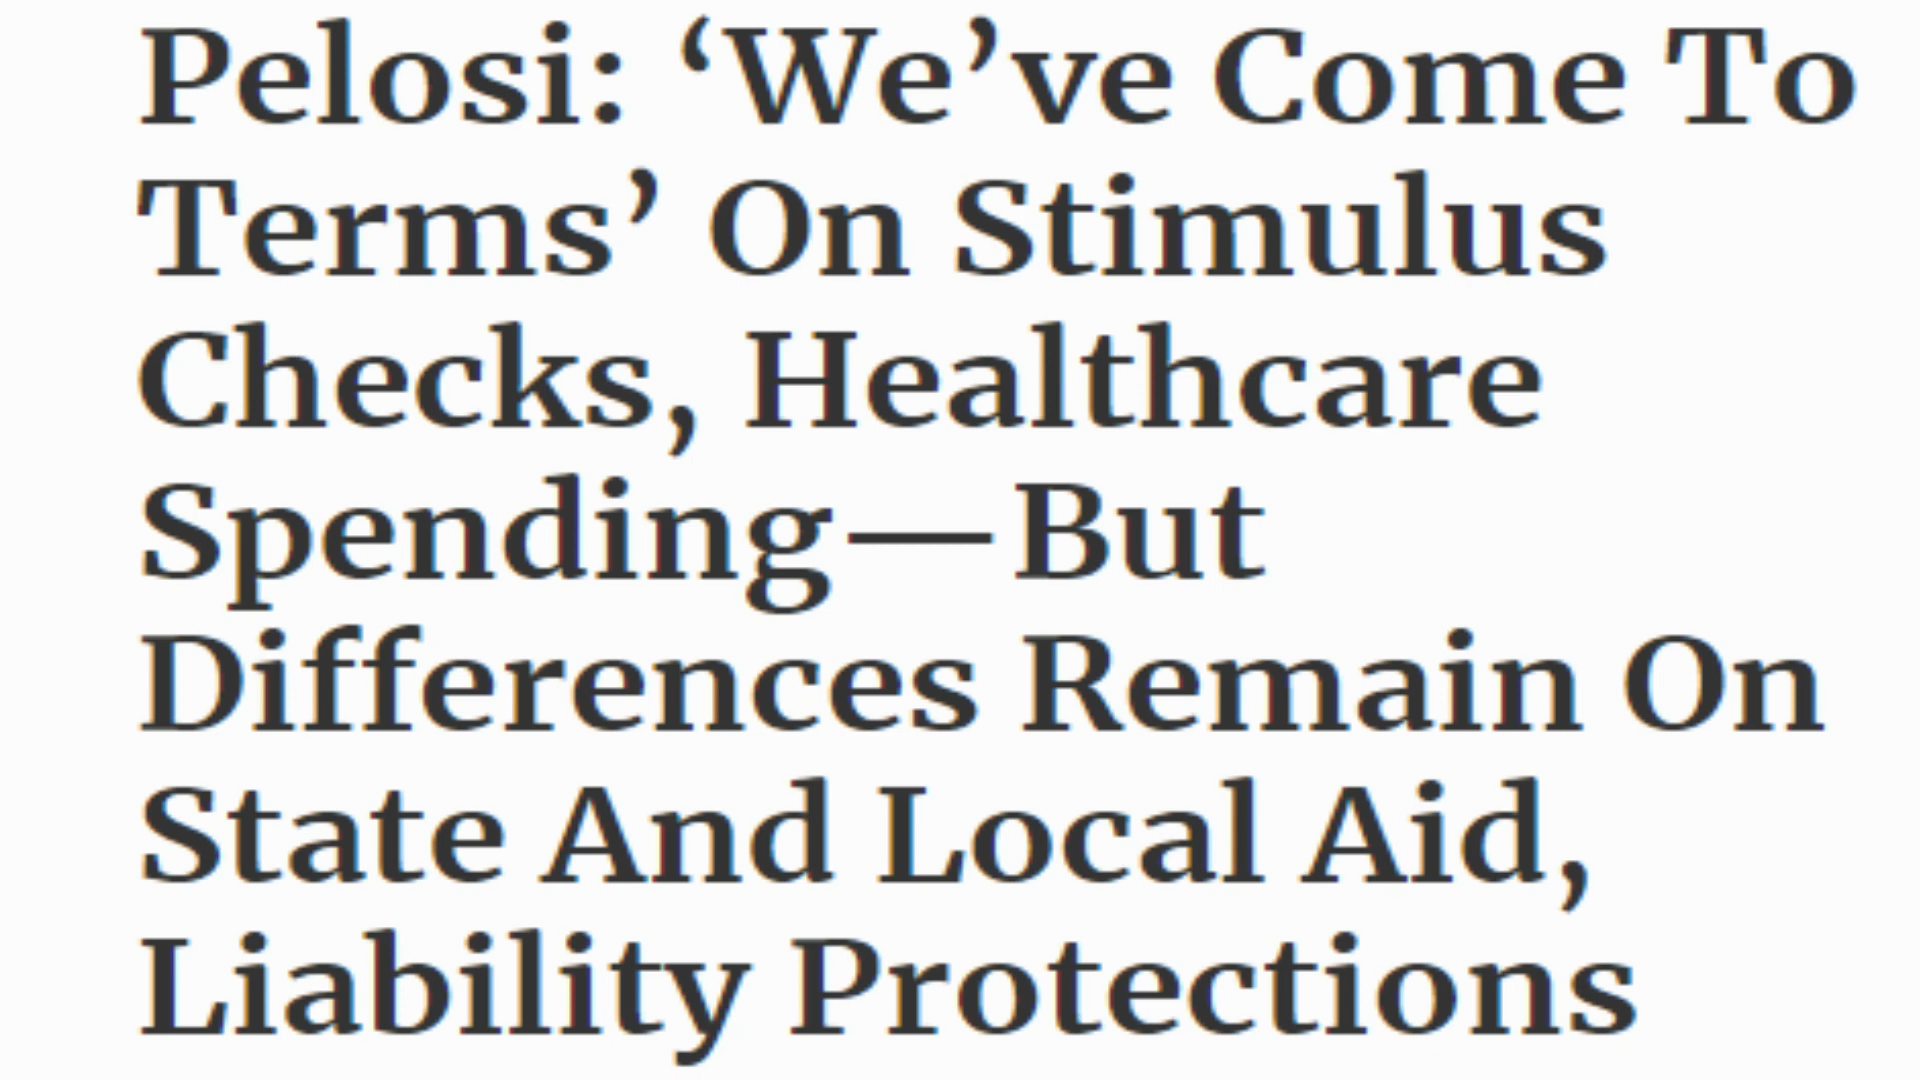 Pelosi: ‘We’ve Come To
Terms’ On Stimulus
Checks, Healthcare
Spending—But
Differences Remain On
State And Local Aid,
Liability Protections